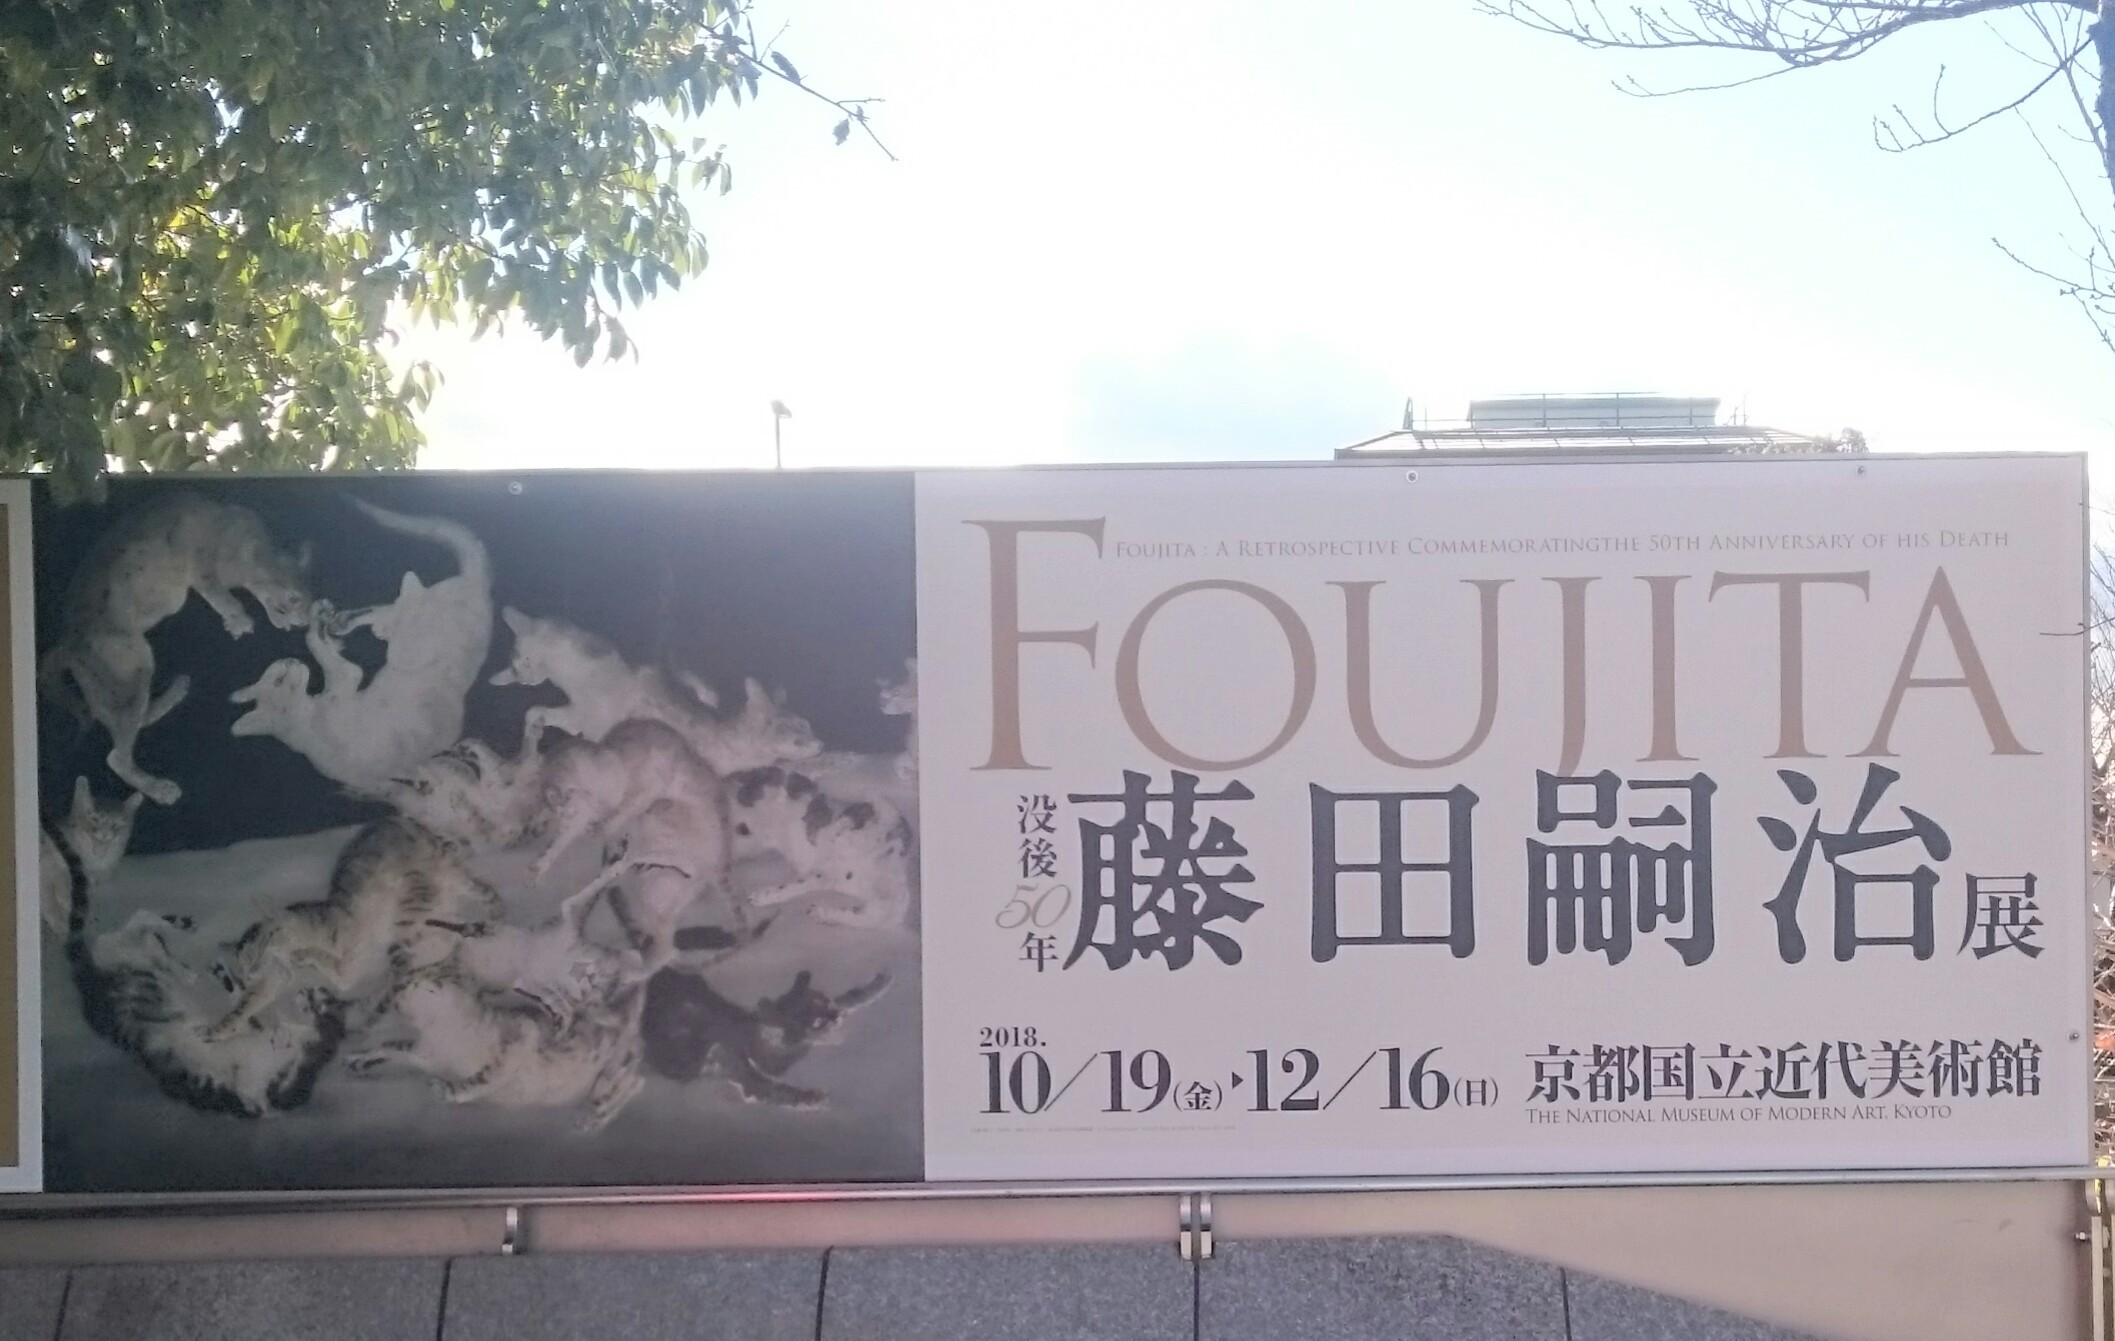 FOUJITA : A RETROSPECTIVE COMMEMORATINGTHE 50TH ANNIVERSARY OF HIS DEATH
FOUJITA
没後50年
藤田嗣治展
2018.
10/19(金)▸12/16(日)
京都国立近代美術館
THE NATIONAL MUSEUM OF MODERN ART, KYOTO